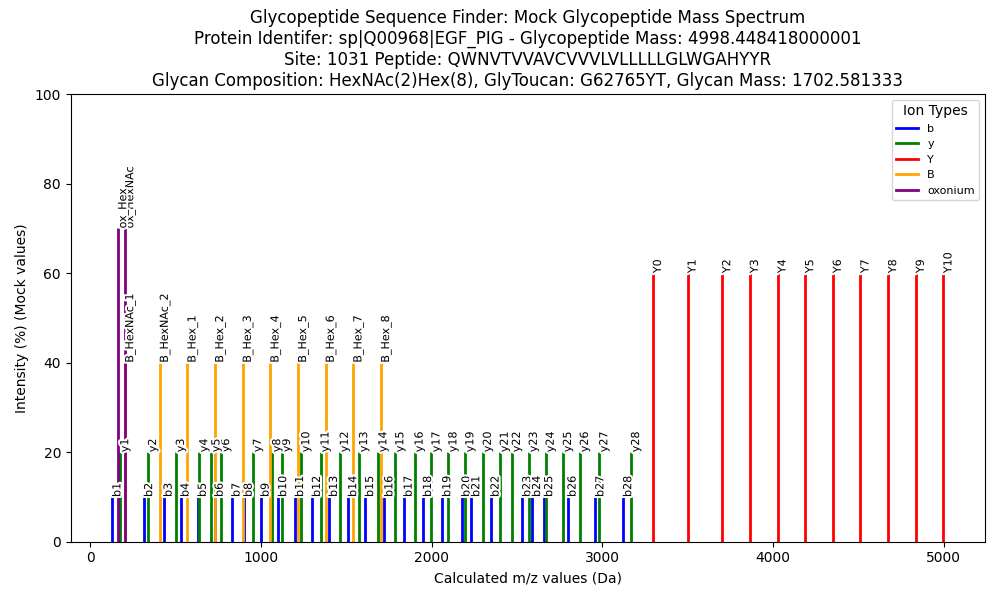 Glycopeptide Sequence Finder: Mock Glycopeptide Mass Spectrum
Protein Identifer: sp|Q00968|EGF_PIG - Glycopeptide Mass: 4998.448418000001
Site: 1031 Peptide: QWNVTVVAVCVVVLVLLLLLGLWGAHYYR
Glycan Composition: HexNAc(2)Hex(8), GlyToucan: G62765YT, Glycan Mass: 1702.581333
Intensity (%) (Mock values)
100
80
60
40
20
0
Ion Types
b
y
Y
B
oxonium
ox_Hex
ox_HexNAc
Y0
Y1
Y2
Y3
Y4
Y5
Y6
Y7
Y8
Y9
Y10
B_HexNAc_1
B_HexNAc_2
B_Hex_1
B_Hex_2
B_Hex_3
B_Hex_4
B_Hex_5
B_Hex_6
B_Hex_7
B_Hex_8
y1
y2
y3
y4
y5
y6
y7
y8
y9
y10
y11
y12
y13
y14
y15
y16
y17
y18
y19
y20
y21
y22
y23
y24
y25
y26
y27
y28
b1
b2
b3
b4
b5
b6
b7
b8
b9
b10
b11
b12
b13
b14
b15
b16
b17
b18
b19
b20
b21
b22
b23
b24
b25
b26
b27
b28
0
1000
2000
3000
4000
5000
Calculated m/z values (Da)